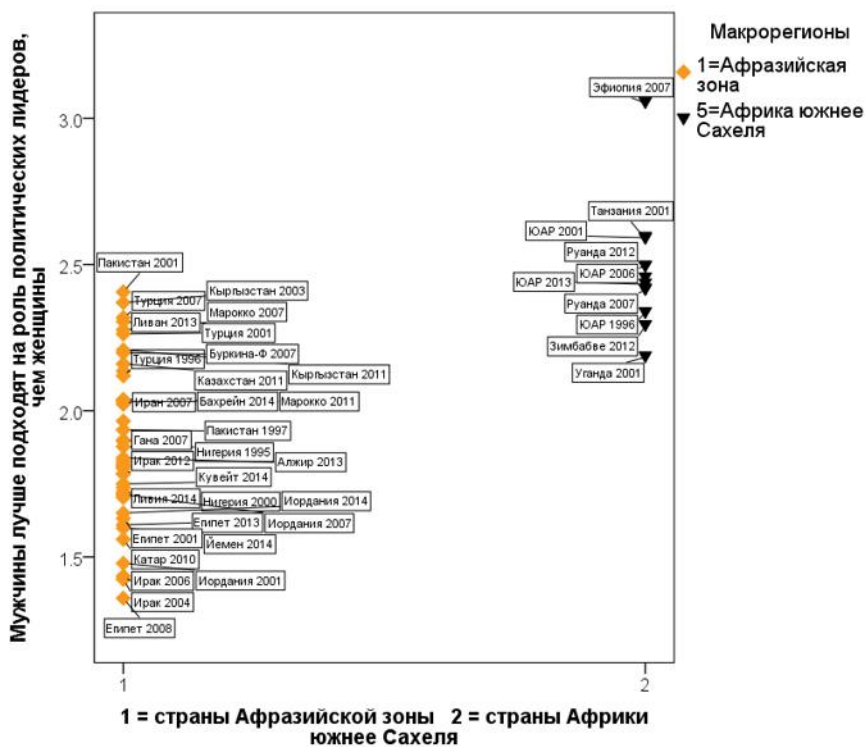 Мужчины лучше подходят на роль политических лидеров,
чем женщины
3.0
2.5
2.0
1.5
Эфиопия 2007
Танзания 2001
ЮАР 2001
Руанда 2012
ЮАР 2006
ЮАР 2013
Руанда 2007
ЮАР 1996
Зимбабве 2012
Уганда 2001
Пакистан 2001
Кыргызстан 2003
Турция 2007
Марокко 2007
Ливан 2013
Турция 2001
Буркина-Ф 2007
Турция 1996
Кыргызстан 2011
Казахстан 2011
Иран 2007
Бахрейн 2014
Марокко 2011
Пакистан 1997
Гана 2007
Нигерия 1995
Ирак 2012
Алжир 2013
Кувейт 2014
Ливия 2014
Нигерия 2000
Иордания 2014
Египет 2013
Иордания 2007
Египет 2001
Йемен 2014
Катар 2010
Ирак 2006
Иордания 2001
Ирак 2004
Египет 2008
1
2
1 = страны Афразийской зоны 2 = страны Африки
южнее Сахеля
Макрорегионы
1=Афразийская
зона
5=Африка южнее
Сахеля